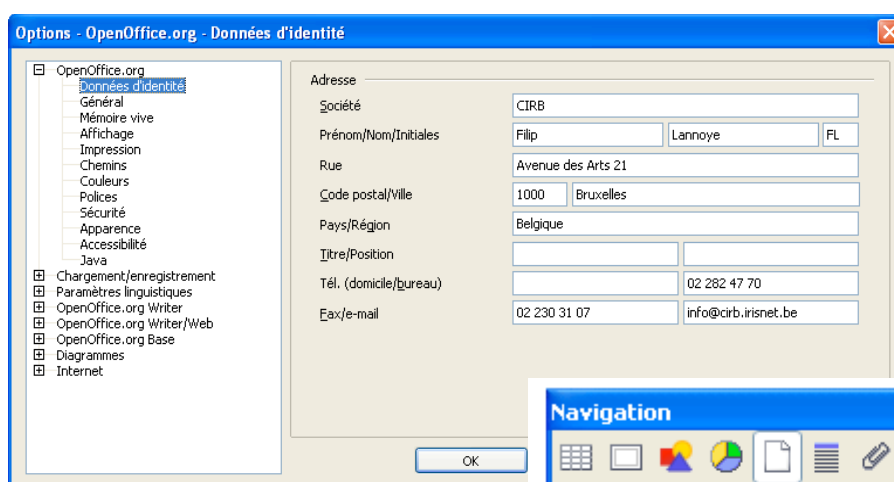 Options - OpenOffice.org - Données d'identité
OpenOffice.org
Données d'identité
Général
Mémoire vive
Affichage
Impression
Chemins
Couleurs
Polices
Sécurité
Apparence
Accessibilité
Java
Chargement/enregistrement
Paramètres linguistiques
OpenOffice.org Writer
OpenOffice.org Writer/Web
OpenOffice.org Base
Diagrammes
Internet
Adresse
Société CIRB
Prénom/Nom/Initiales Filip Lannoye FL
Rue Avenue des Arts 21
Code postal/Ville 1000 Bruxelles
Pays/Région Belgique
Titre/Position
Tél. (domicile/bureau) 02 282 47 70
Fax/e-mail 02 230 31 07 info@cirb.irisnet.be
OK
Navigation